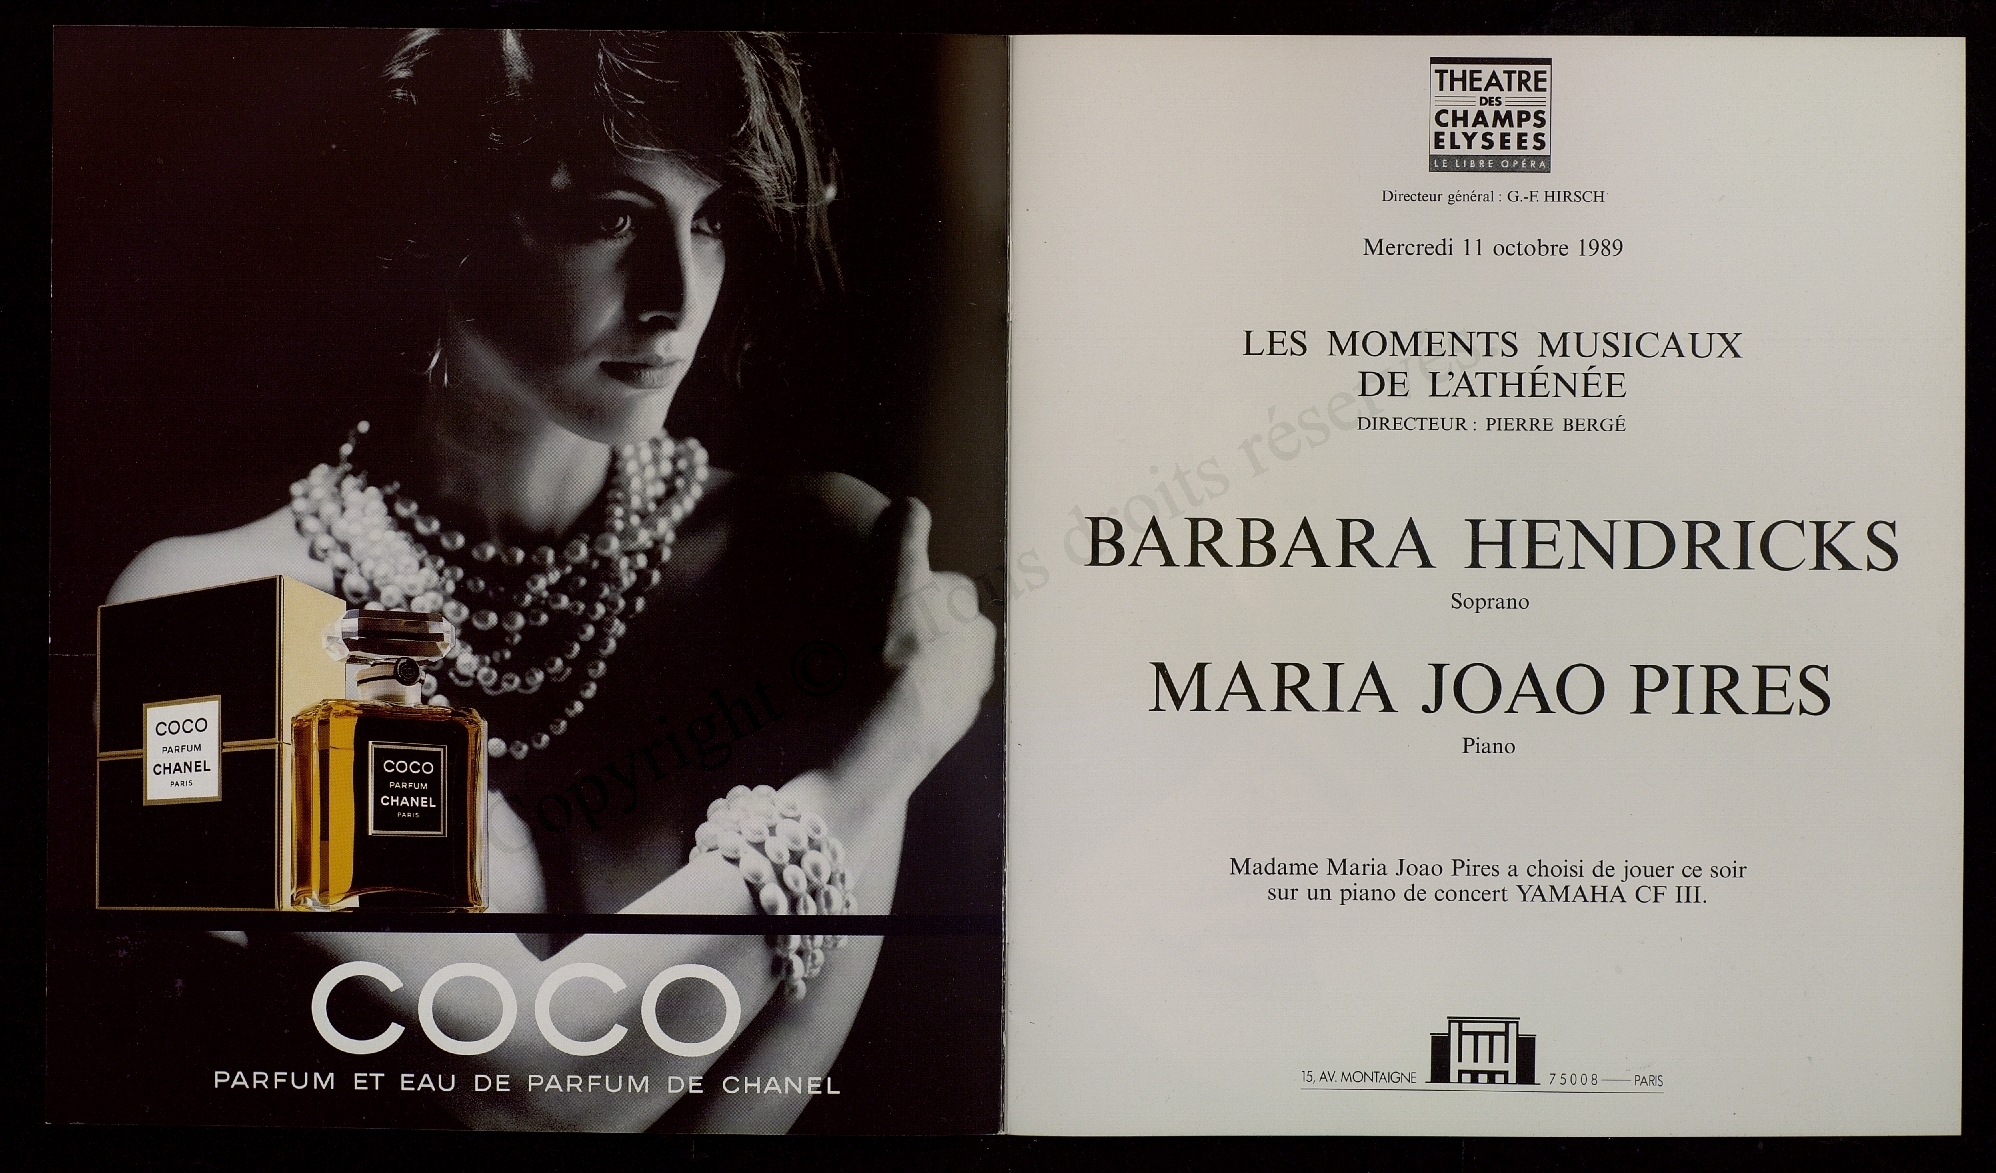 COCO
PARFUM
CHANEL
PARIS
COCO
PARFUM
CHANEL
PARIS
COCO
PARFUM ET EAU DE PARFUM DE CHANEL
THEATRE
DES
CHAMPS
ELYSEES
LE LIBRE OPÉRA
Directeur général : G.-F. HIRSCH
Mercredi 11 octobre 1989
LES MOMENTS MUSICAUX
DE L'ATHÉNÉE
DIRECTEUR : PIERRE BERGÉ
BARBARA HENDRICKS
Soprano
MARIA JOAO PIRES
Piano
Madame Maria Joao Pires a choisi de jouer ce soir
sur un piano de concert YAMAHA CF III.
15, AV. MONTAIGNE 75008 — PARIS
Copyright © Tous droits réservés